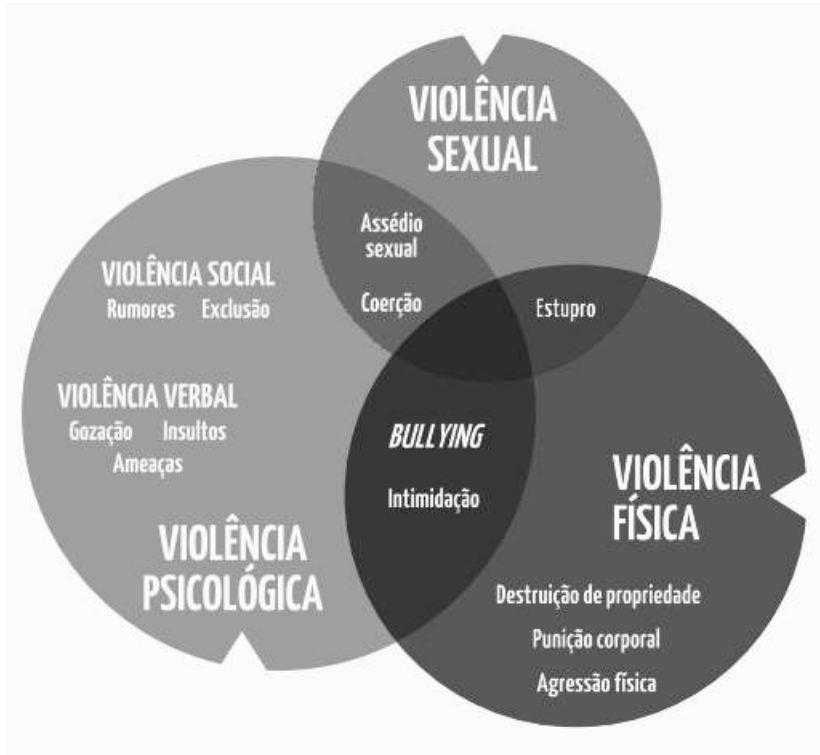 VIOLÊNCIA
SEXUAL
Assédio
sexual
Coerção
Estupro
VIOLÊNCIA SOCIAL
Rumores Exclusão
VIOLÊNCIA VERBAL
Gozação Insultos
Ameaças
VIOLÊNCIA
PSICOLÓGICA
BULLYING
Intimidação
VIOLÊNCIA
FÍSICA
Destruição de propriedade
Punição corporal
Agressão física